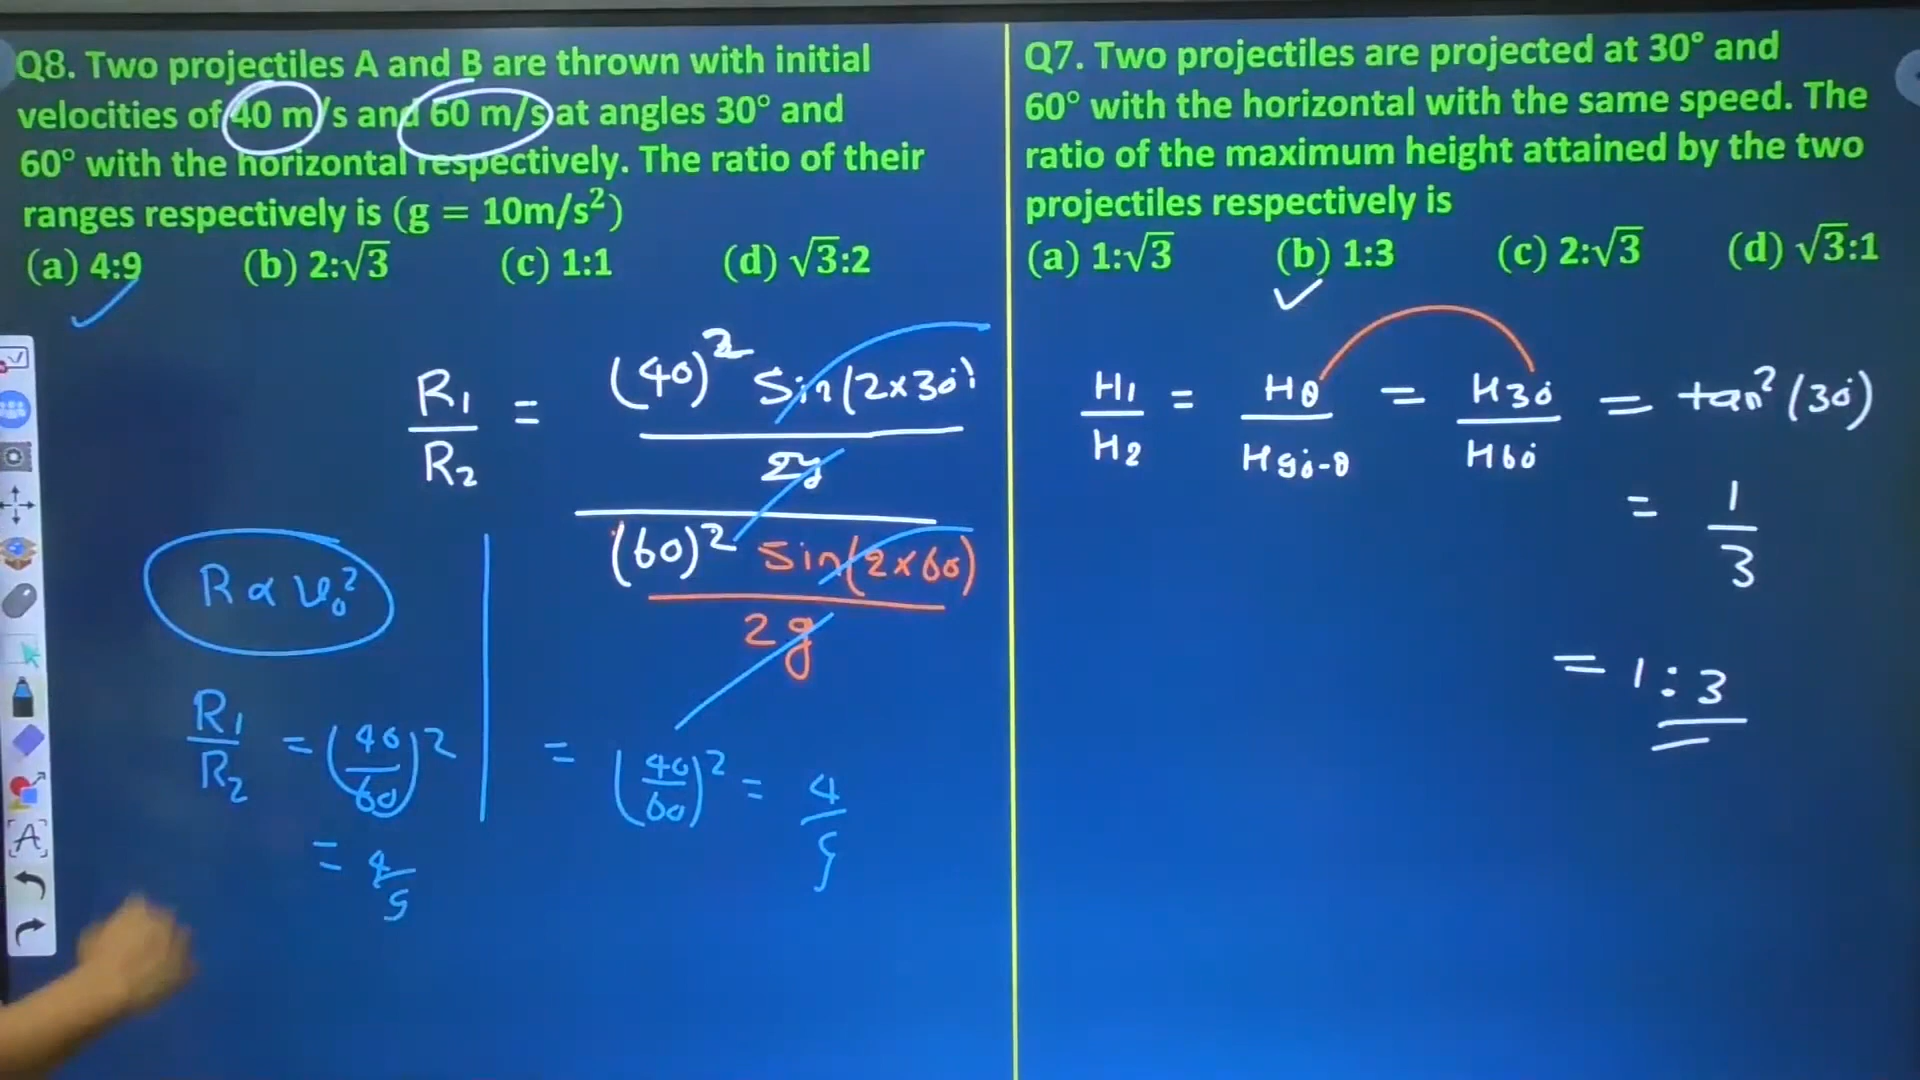 Q8. Two projectiles A and B are thrown with initial
velocities of 40 m/s and 60 m/s at angles 30° and
60° with the horizontal respectively. The ratio of their
ranges respectively is (g = 10m/s²)
(a) 4:9 (b) 2:√3 (c) 1:1 (d) √3:2
R₁/R₂ = (40)² Sin(2×30°)/2g / (60)² Sin(2×60)/2g
R ∝ v₀²
R₁/R₂ = (40/60)²
= 4/9
= (40/60)² = 4/9
Q7. Two projectiles are projected at 30° and
60° with the horizontal with the same speed. The
ratio of the maximum height attained by the two
projectiles respectively is
(a) 1:√3 (b) 1:3 (c) 2:√3 (d) √3:1
H₁/H₂ = Hθ/H90°-θ = H30°/H60° = tan²(30°)
= 1/3
= 1:3